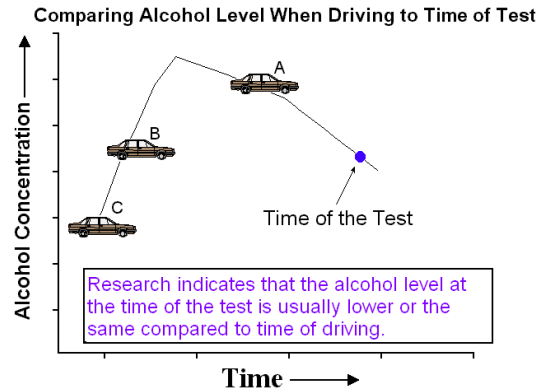 Comparing Alcohol Level When Driving to Time of Test
Alcohol Concentration
A
B
C
Time of the Test
Research indicates that the alcohol level at
the time of the test is usually lower or the
same compared to time of driving.
Time